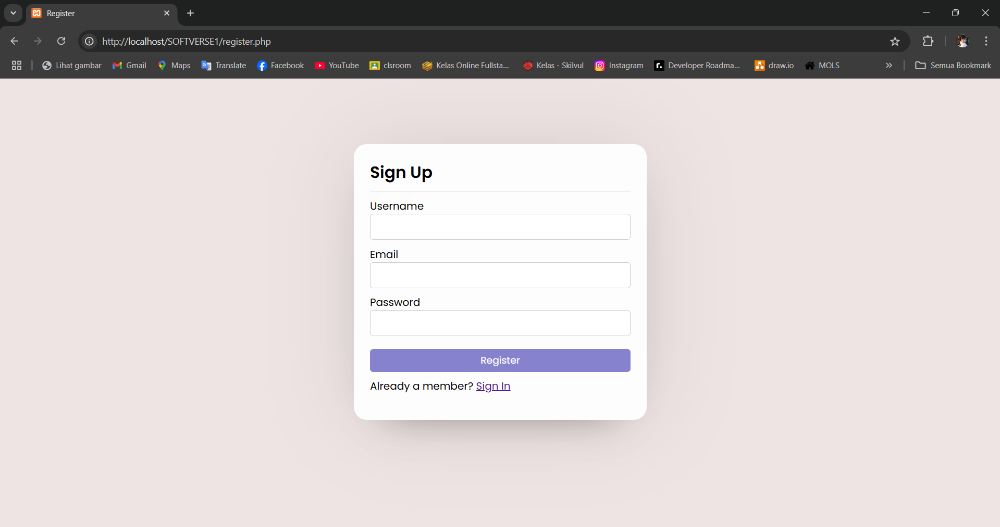 Register
http://localhost/SOFTVERSE1/register.php
Lihat gambar Gmail Maps Translate Facebook YouTube clsroom Kelas Online Fullsta... Kelas - Skilvul Instagram Developer Roadma... draw.io MOLS » Semua Bookmark
Sign Up
Username
Email
Password
Register
Already a member? Sign In